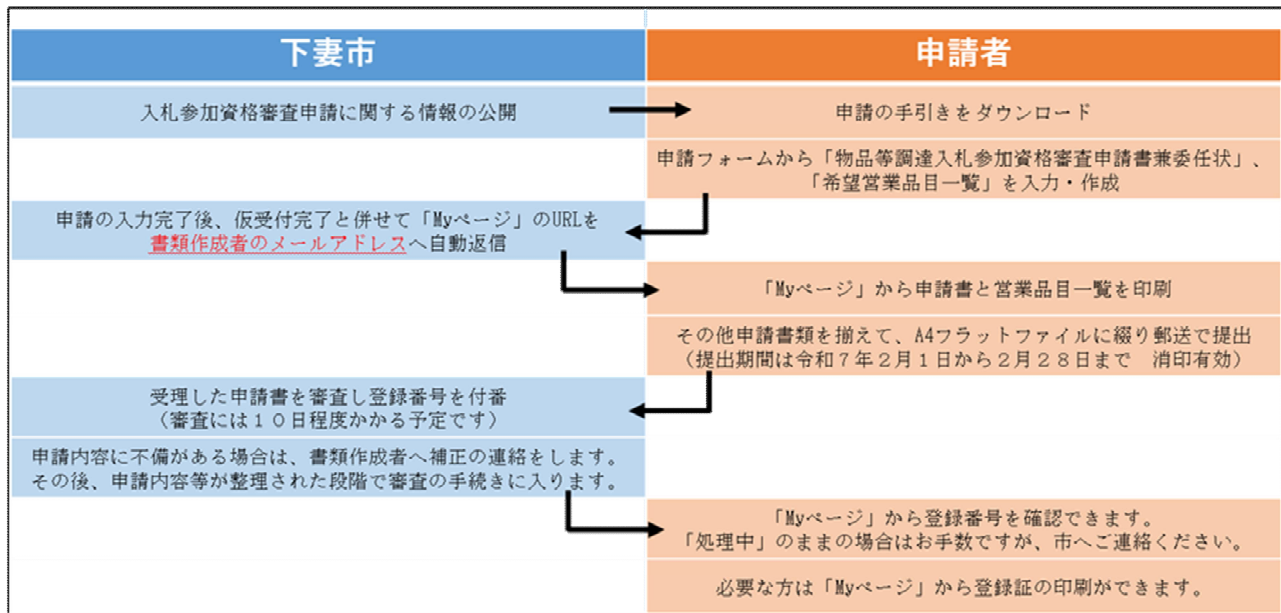 下妻市
申請者
入札参加資格審査申請に関する情報の公開
申請の手引きをダウンロード
申請フォームから「物品等調達入札参加資格審査申請書兼委任状」、
「希望営業品目一覧」を入力・作成
申請の入力完了後、仮受付完了と併せて「Myページ」のURLを
書類作成者のメールアドレスへ自動返信
「Myページ」から申請書と営業品目一覧を印刷
その他申請書類を揃えて、A4フラットファイルに綴り郵送で提出
（提出期間は令和７年２月１日から２月２８日まで　消印有効）
受理した申請書を審査し登録番号を付番
（審査には１０日程度かかる予定です）
申請内容に不備がある場合は、書類作成者へ補正の連絡をします。
その後、申請内容等が整理された段階で審査の手続きに入ります。
「Myページ」から登録番号を確認できます。
「処理中」のままの場合はお手数ですが、市へご連絡ください。
必要な方は「Myページ」から登録証の印刷ができます。